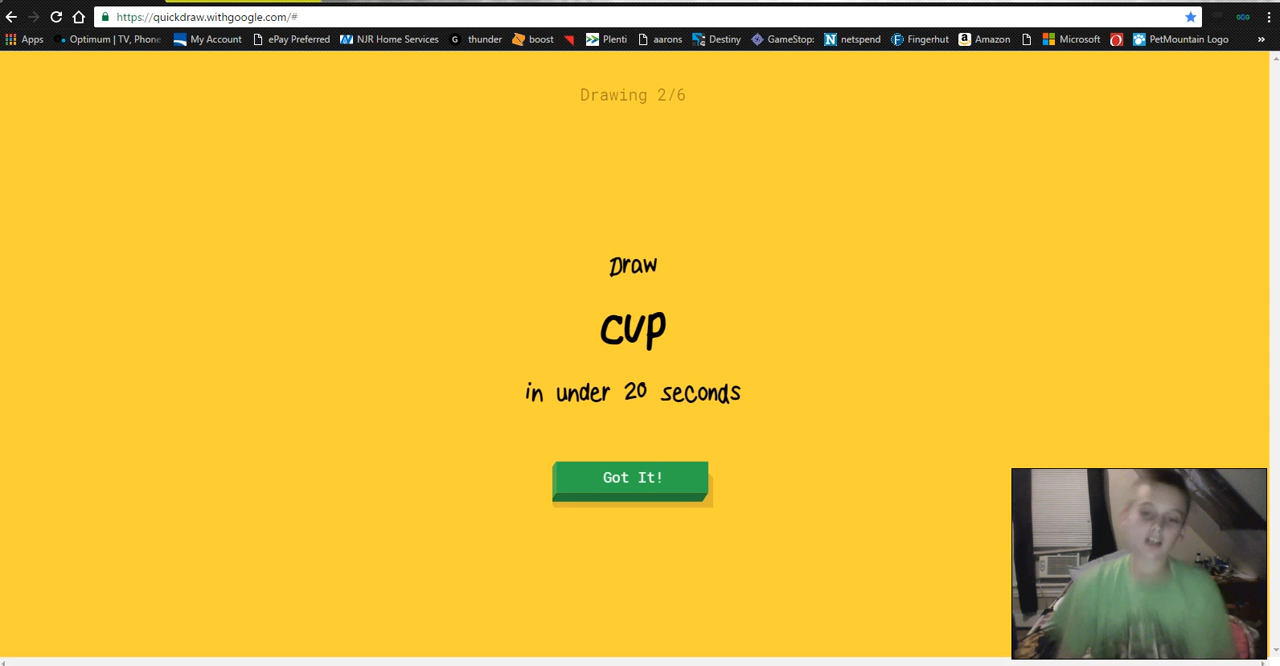 https://quickdraw.withgoogle.com/#
Apps Optimum | TV, Phone My Account ePay Preferred NJR Home Services thunder boost Plenti aarons Destiny GameStop: netspend Fingerhut Amazon Microsoft PetMountain Logo »
Drawing 2/6
Draw
cup
in under 20 seconds
Got It!